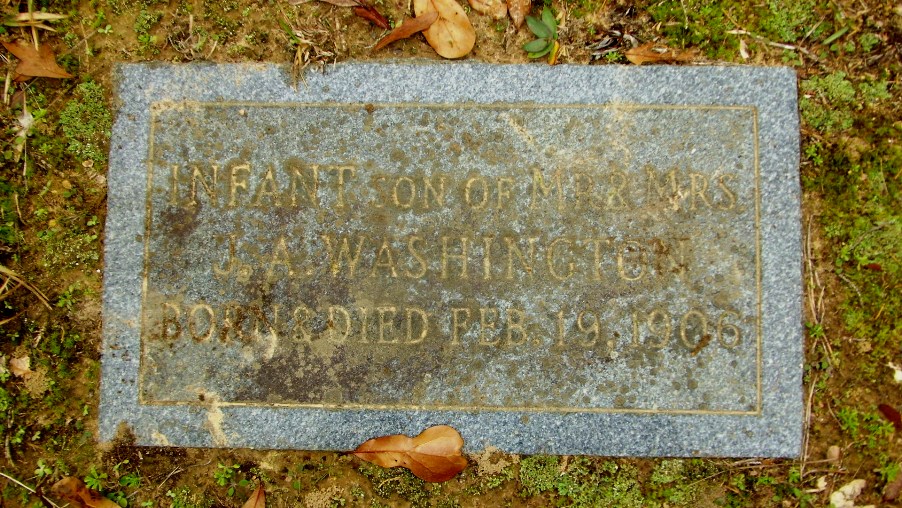 INFANT SON OF MR. & MRS.
J. A. WASHINGTON
BORN & DIED FEB. 19, 1906